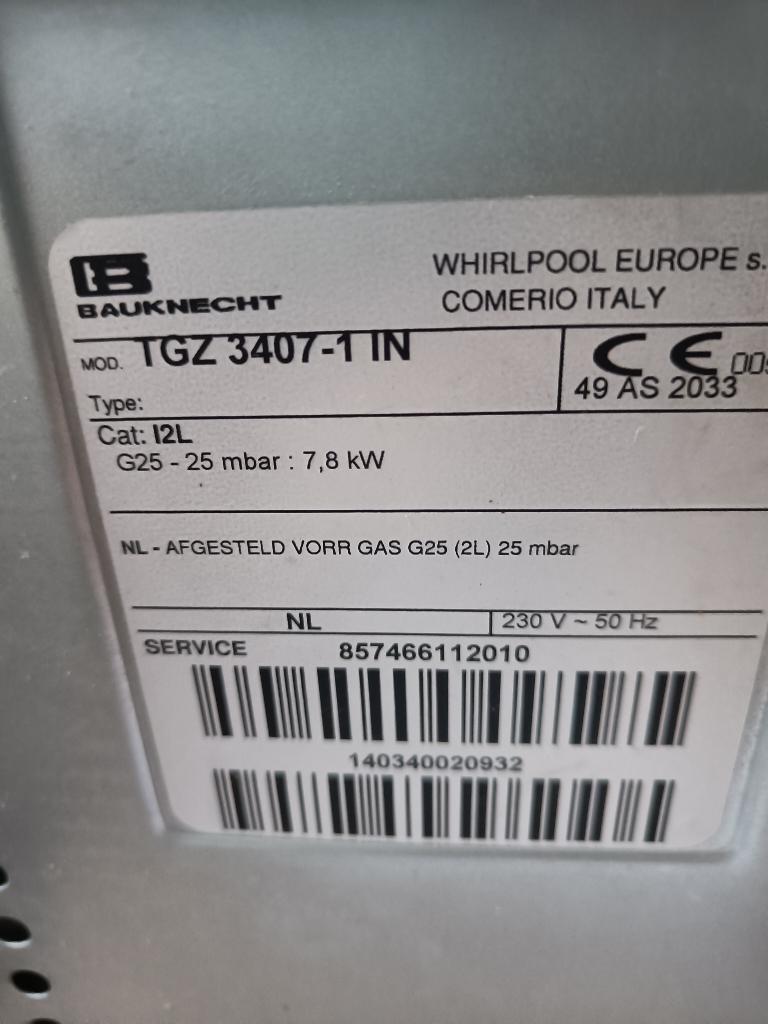 BAUKNECHT
WHIRLPOOL EUROPE s.
COMERIO ITALY
MOD. TGZ 3407-1 IN
CE
49 AS 2033
Type:
Cat: I2L
G25 - 25 mbar : 7,8 kW
NL - AFGESTELD VORR GAS G25 (2L) 25 mbar
NL 230 V ~ 50 Hz
SERVICE 857466112010
140340020932